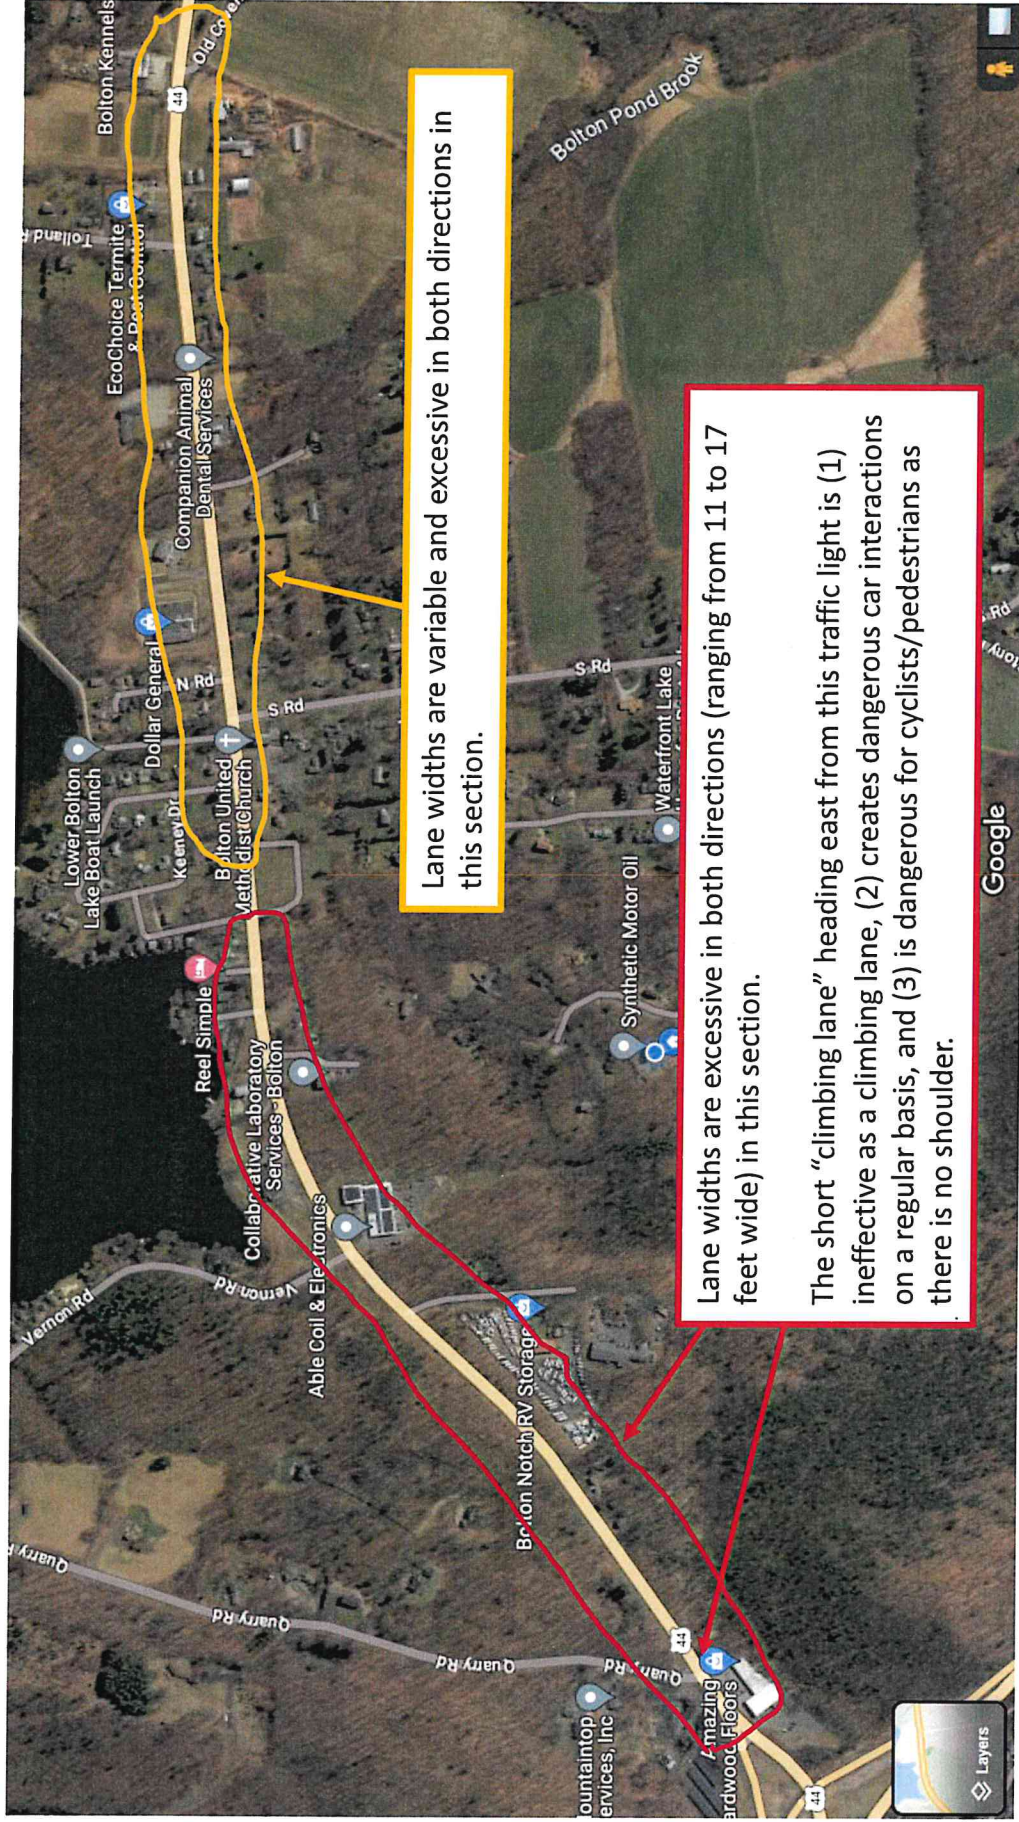 Bolton Kennels
Old Cove
44
Tolland R
EcoChoice Termite
& Pest Control
Companion Animal
Dental Services
Bolton Pond Brook
Dollar General
N Rd
Lower Bolton
Lake Boat Launch
Keeney Dr
Bolton United
Methodist Church
S Rd
S Rd
Waterfront Lake
Rd
Reel Simple
Collaborative Laboratory
Services - Bolton
Synthetic Motor Oil
Vernon Rd
Vernon Rd
Able Coil & Electronics
Bolton Notch RV Storage
Quarry R
Quarry Rd
Quarry Rd
Quarry Rd
44
ountaintop
ervices, Inc
Amazing
ardwood Floors
44
Layers
Google
Lane widths are variable and excessive in both directions in
this section.
Lane widths are excessive in both directions (ranging from 11 to 17
feet wide) in this section.
The short “climbing lane” heading east from this traffic light is (1)
ineffective as a climbing lane, (2) creates dangerous car interactions
on a regular basis, and (3) is dangerous for cyclists/pedestrians as
there is no shoulder.